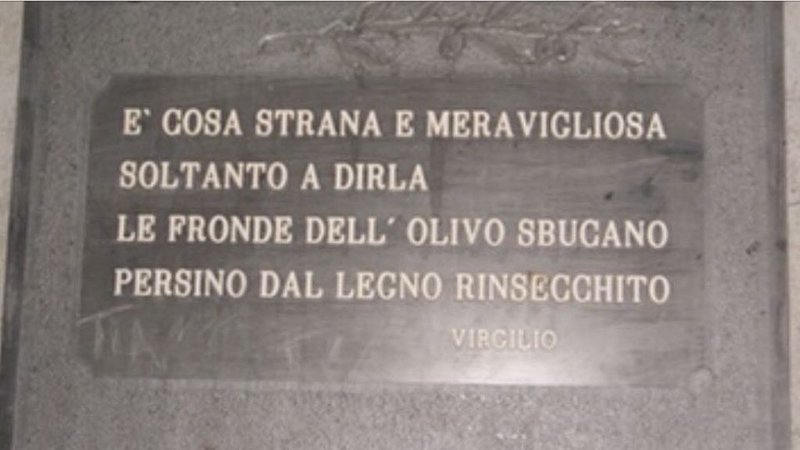 E` COSA STRANA E MERAVIGLIOSA
SOLTANTO A DIRLA
LE FRONDE DELL´ OLIVO SBUCANO
PERSINO DAL LEGNO RINSECCHITO
VIRGILIO